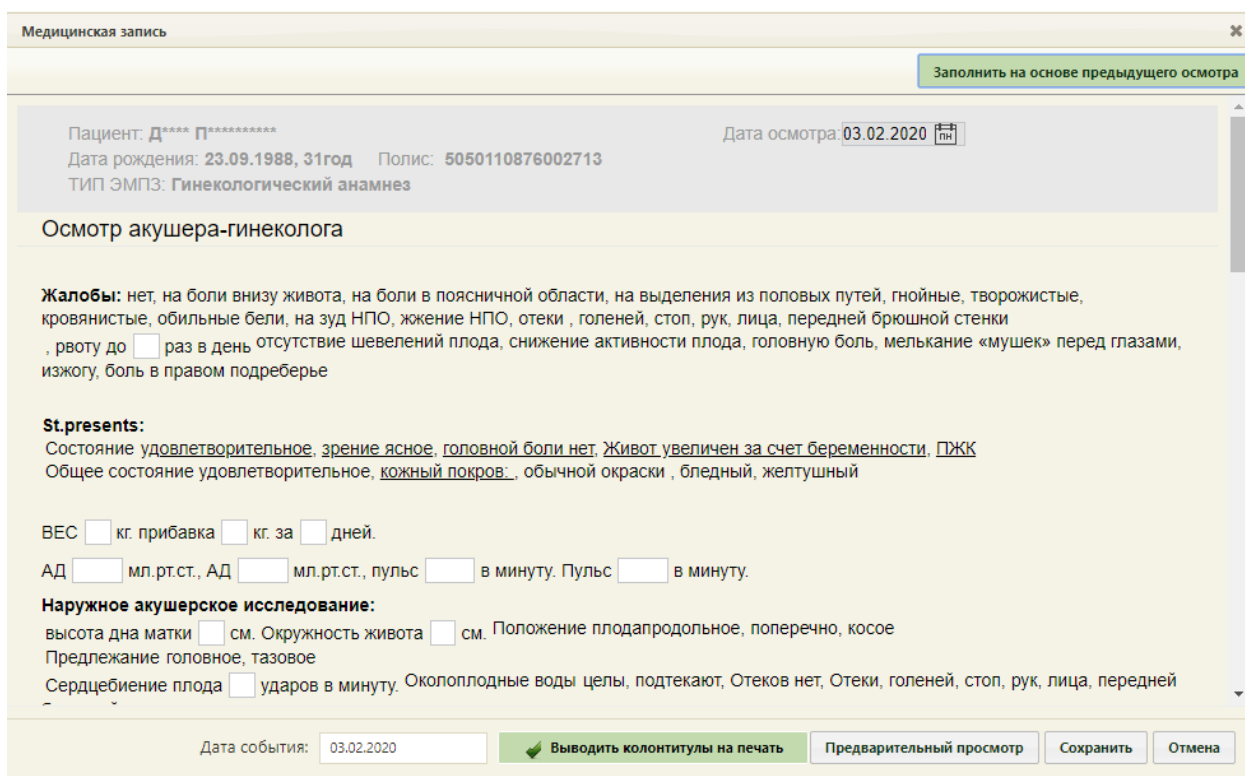 Медицинская запись
Заполнить на основе предыдущего осмотра
Пациент: Д**** П********** Дата осмотра: 03.02.2020 пн
Дата рождения: 23.09.1988, 31год Полис: 5050110876002713
ТИП ЭМПЗ: Гинекологический анамнез
Осмотр акушера-гинеколога
Жалобы: нет, на боли внизу живота, на боли в поясничной области, на выделения из половых путей, гнойные, творожистые,
кровянистые, обильные бели, на зуд НПО, жжение НПО, отеки , голеней, стоп, рук, лица, передней брюшной стенки
, рвоту до раз в день отсутствие шевелений плода, снижение активности плода, головную боль, мелькание «мушек» перед глазами,
изжогу, боль в правом подреберье
St.presents:
Состояние удовлетворительное, зрение ясное, головной боли нет, Живот увеличен за счет беременности, ПЖК
Общее состояние удовлетворительное, кожный покров: , обычной окраски , бледный, желтушный
ВЕС кг. прибавка кг. за дней.
АД мл.рт.ст., АД мл.рт.ст., пульс в минуту. Пульс в минуту.
Наружное акушерское исследование:
высота дна матки см. Окружность живота см. Положение плодапродольное, поперечно, косое
Предлежание головное, тазовое
Сердцебиение плода ударов в минуту. Околоплодные воды целы, подтекают, Отеков нет, Отеки, голеней, стоп, рук, лица, передней
Дата события: 03.02.2020 Выводить колонтитулы на печать Предварительный просмотр Сохранить Отмена